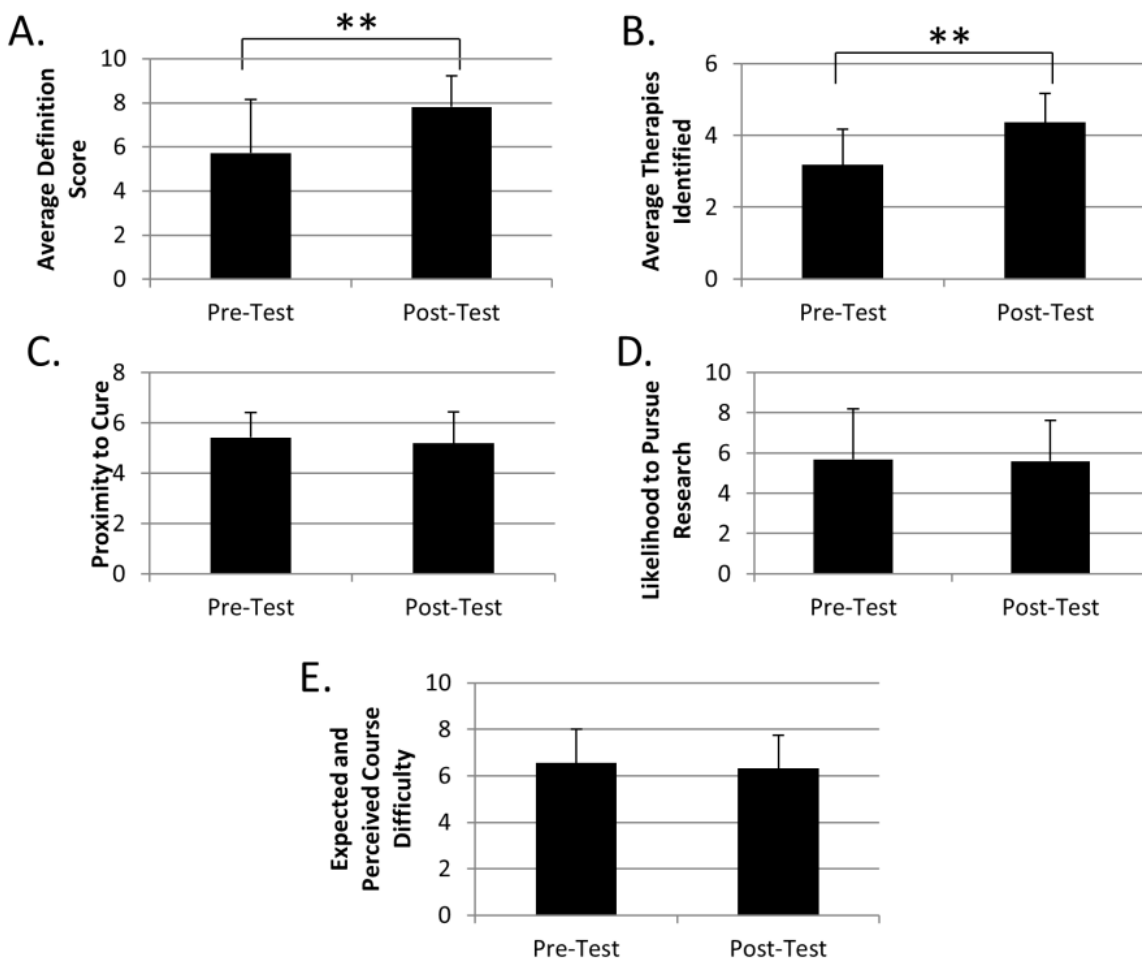 A.
**
Average Definition
Score
10
8
6
4
2
0
Pre-Test
Post-Test
B.
**
Average Therapies
Identified
6
4
2
0
Pre-Test
Post-Test
C.
Proximity to Cure
8
6
4
2
0
Pre-Test
Post-Test
D.
Likelihood to Pursue
Research
10
8
6
4
2
0
Pre-Test
Post-Test
E.
Expected and
Perceived Course
Difficulty
10
8
6
4
2
0
Pre-Test
Post-Test